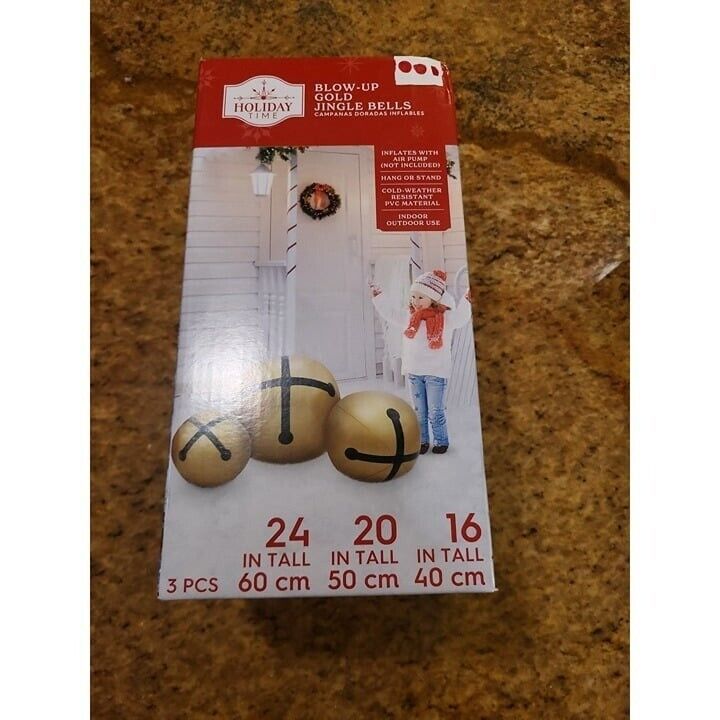 HOLIDAY
TIME
BLOW-UP
GOLD
JINGLE BELLS
CAMPANAS DORADAS INFLABLES
INFLATES WITH
AIR PUMP
(NOT INCLUDED)
HANG OR STAND
COLD-WEATHER
RESISTANT
PVC MATERIAL
INDOOR
OUTDOOR USE
24
IN TALL
60 cm
20
IN TALL
50 cm
16
IN TALL
40 cm
3 PCS